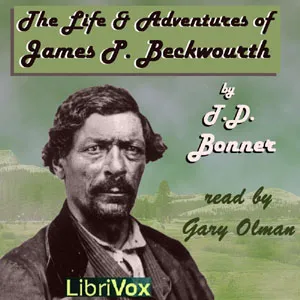 The Life & Adventures of
James P. Beckwourth
by
T.D.
Bonner
read by
Gary Olman
LibriVox